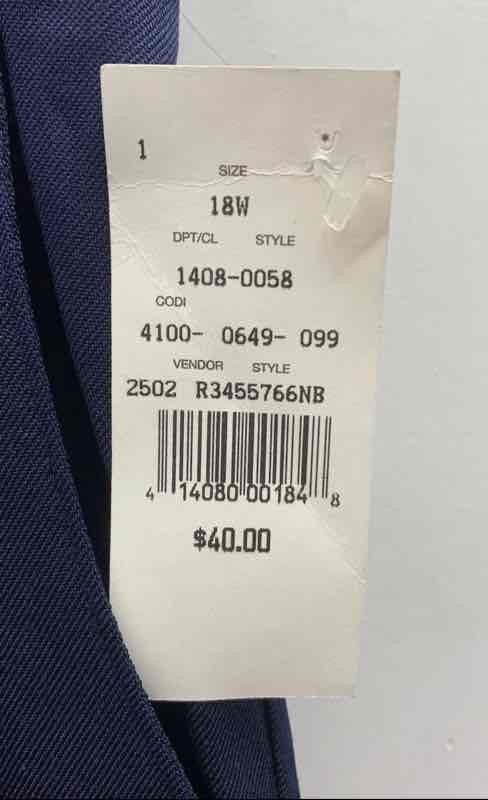 1
SIZE
18W
DPT/CL STYLE
1408-0058
CODI
4100- 0649- 099
VENDOR STYLE
2502 R3455766NB
4 14080 00184 8
$40.00